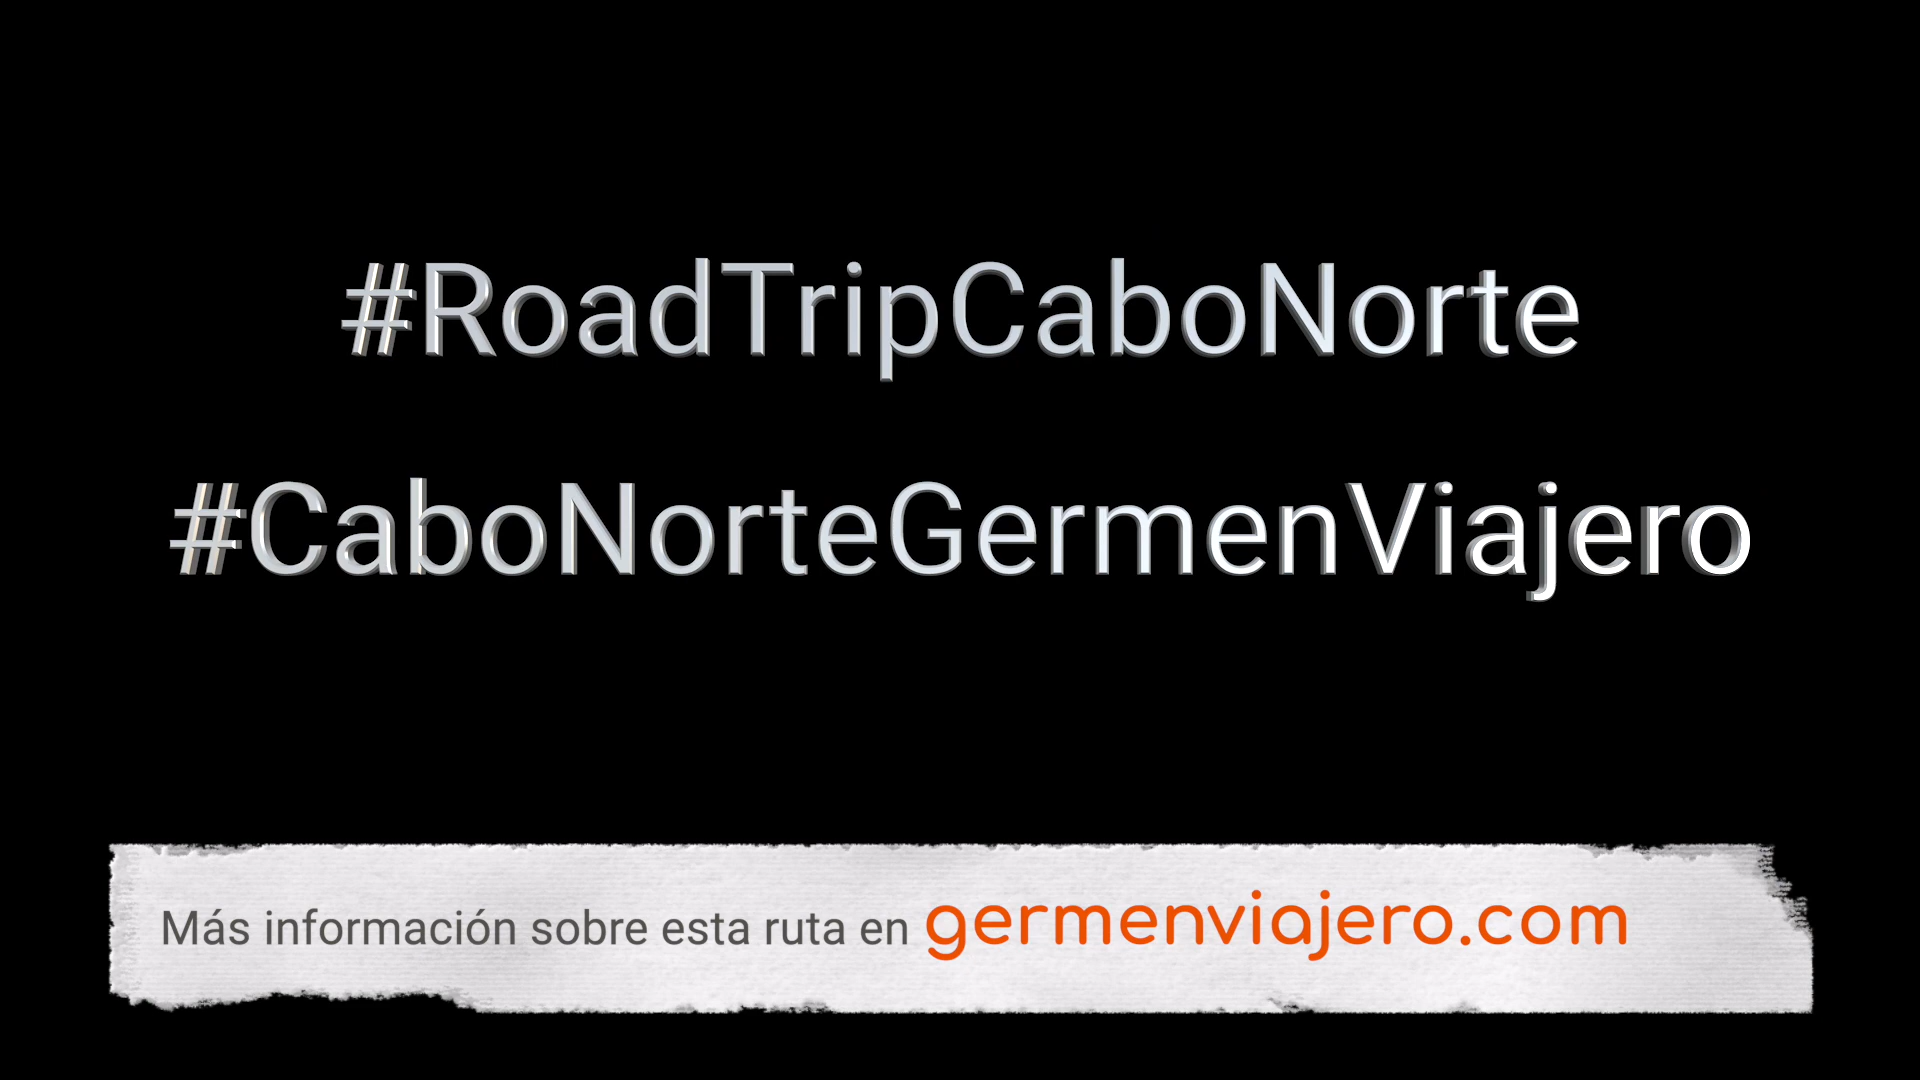 #RoadTripCaboNorte
#CaboNorteGermenViajero
Más información sobre esta ruta en germenviajero.com